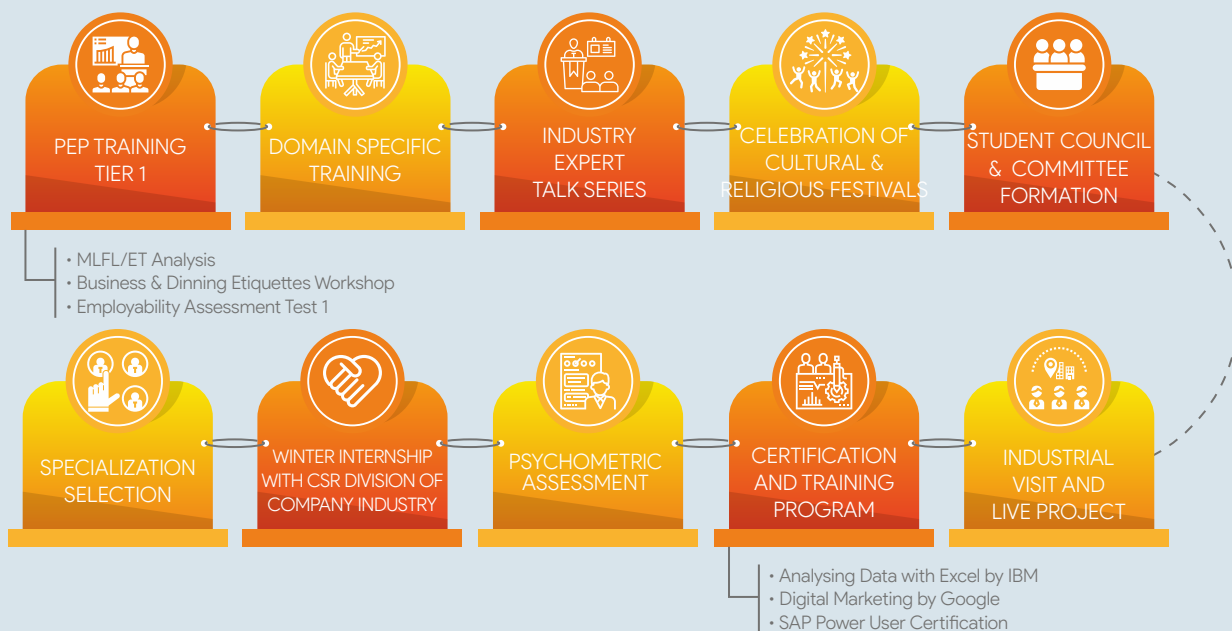 PEP TRAINING
TIER 1
DOMAIN SPECIFIC
TRAINING
INDUSTRY
EXPERT
TALK SERIES
CELEBRATION OF
CULTURAL &
RELIGIOUS FESTIVALS
STUDENT COUNCIL
& COMMITTEE
FORMATION
• MLFL/ET Analysis
• Business & Dinning Etiquettes Workshop
• Employability Assessment Test 1
SPECIALIZATION
SELECTION
WINTER INTERNSHIP
WITH CSR DIVISION OF
COMPANY INDUSTRY
PSYCHOMETRIC
ASSESSMENT
CERTIFICATION
AND TRAINING
PROGRAM
INDUSTRIAL
VISIT AND
LIVE PROJECT
• Analysing Data with Excel by IBM
• Digital Marketing by Google
• SAP Power User Certification